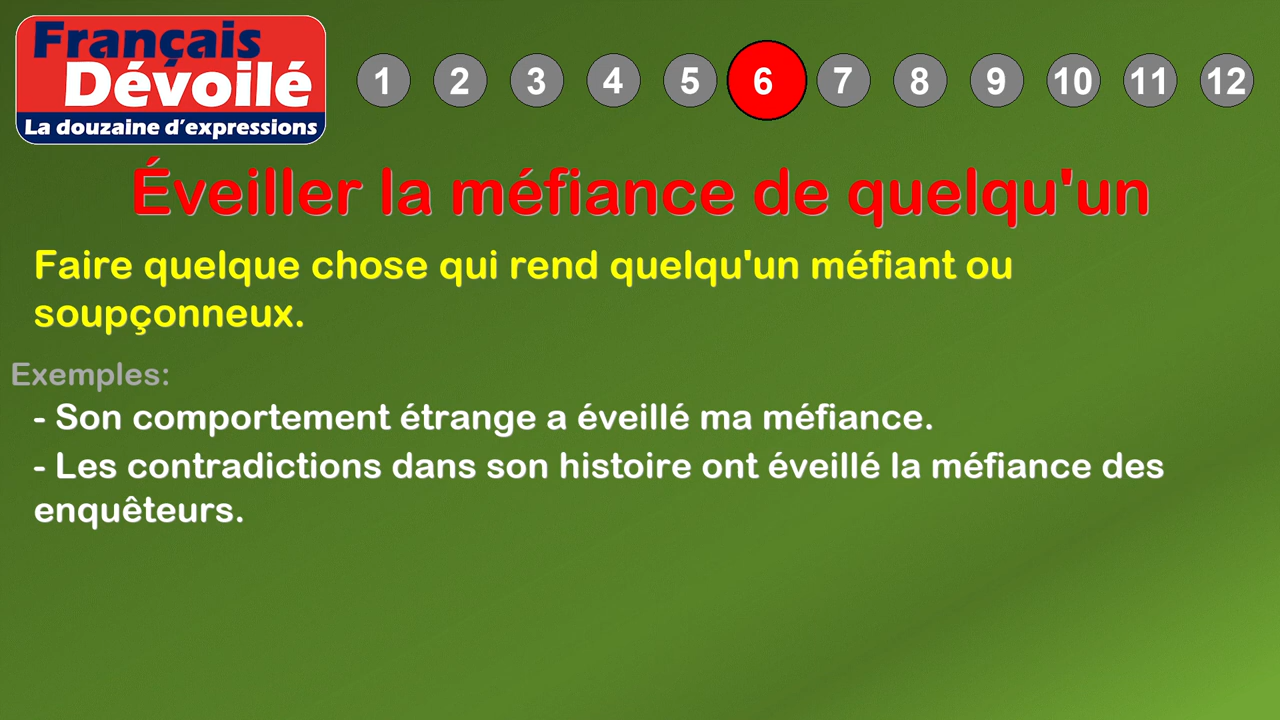 Français
Dévoilé
La douzaine d'expressions
1 2 3 4 5 6 7 8 9 10 11 12
Éveiller la méfiance de quelqu'un
Faire quelque chose qui rend quelqu'un méfiant ou
soupçonneux.
Exemples:
- Son comportement étrange a éveillé ma méfiance.
- Les contradictions dans son histoire ont éveillé la méfiance des
enquêteurs.